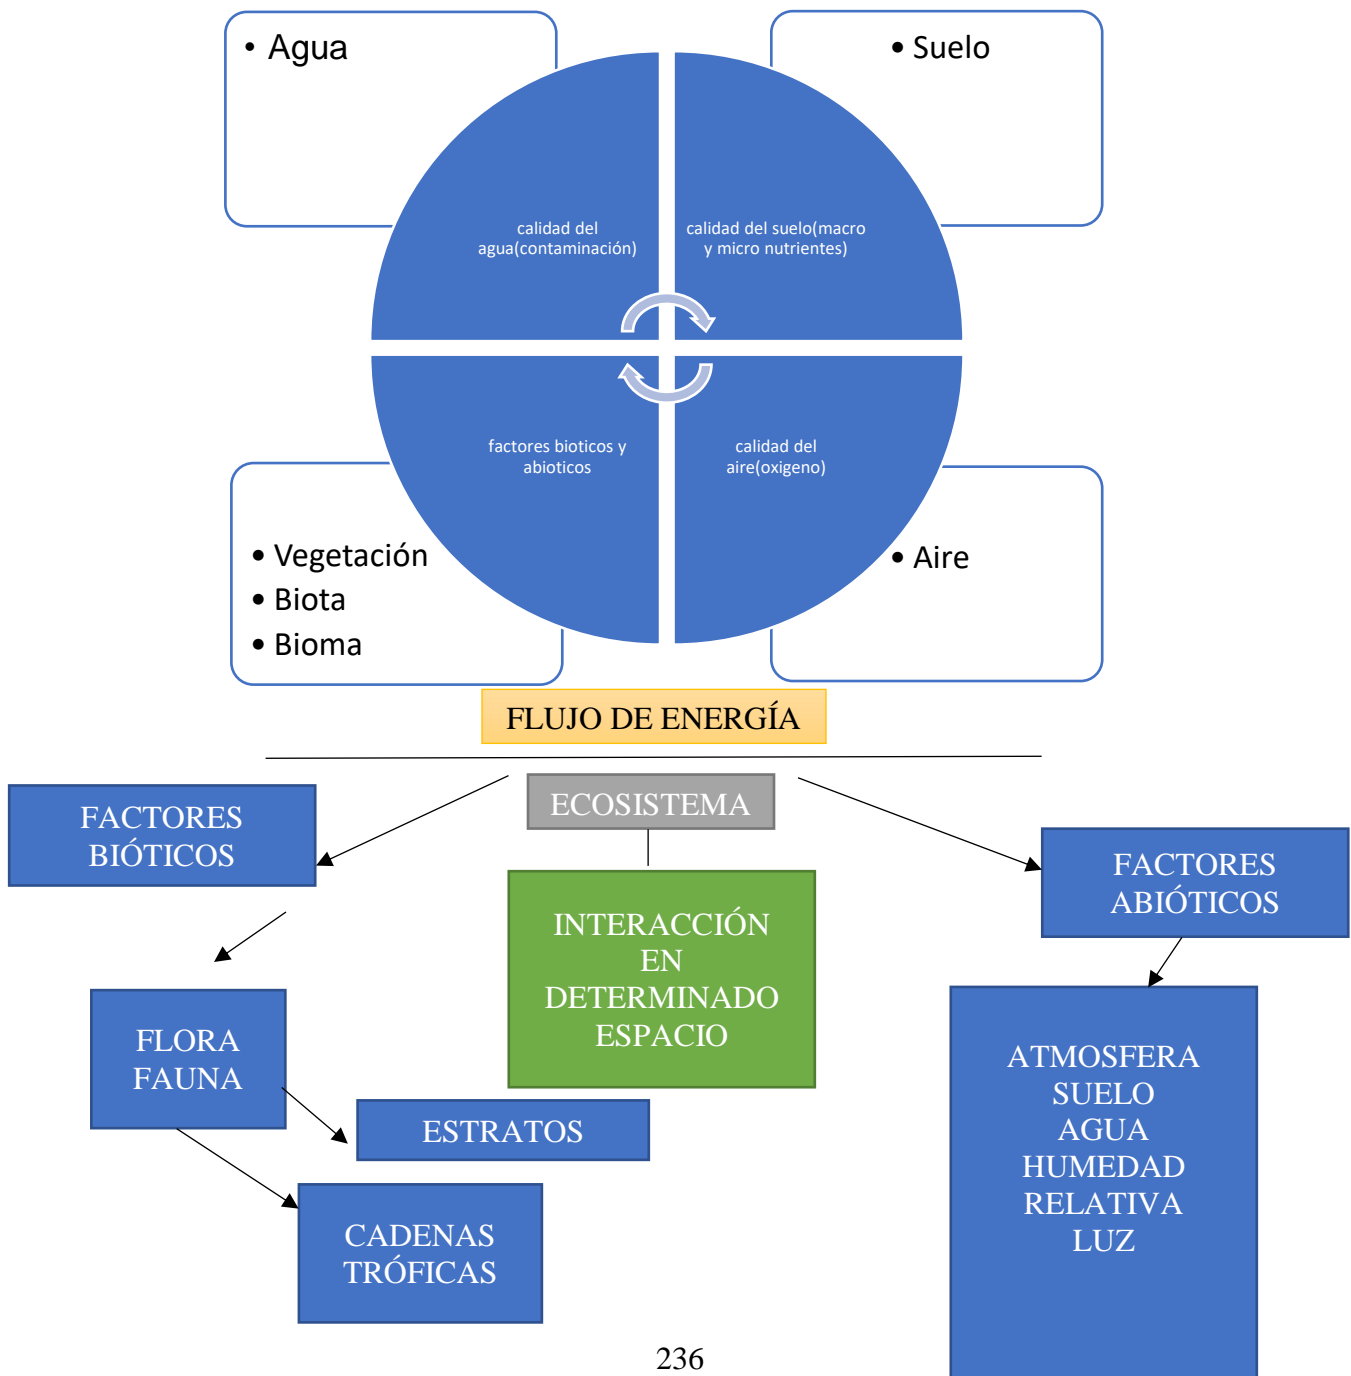 • Agua
• Suelo
calidad del
agua(contaminación)
calidad del suelo(macro
y micro nutrientes)
factores bioticos y
abioticos
calidad del
aire(oxigeno)
• Vegetación
• Biota
• Bioma
• Aire
FLUJO DE ENERGÍA
ECOSISTEMA
FACTORES
BIÓTICOS
FACTORES
ABIÓTICOS
INTERACCIÓN
EN
DETERMINADO
ESPACIO
FLORA
FAUNA
ESTRATOS
CADENAS
TRÓFICAS
ATMOSFERA
SUELO
AGUA
HUMEDAD
RELATIVA
LUZ
236